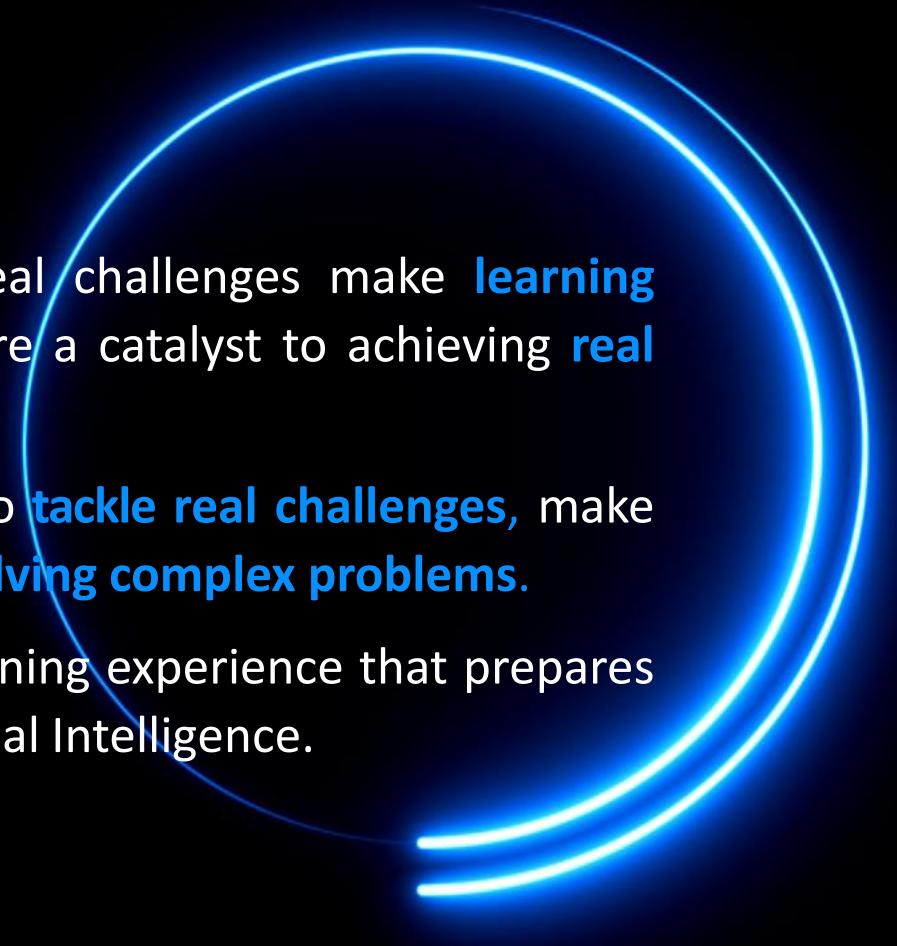 eal challenges make learning
re a catalyst to achieving real
o tackle real challenges, make
lving complex problems.
ning experience that prepares
al Intelligence.